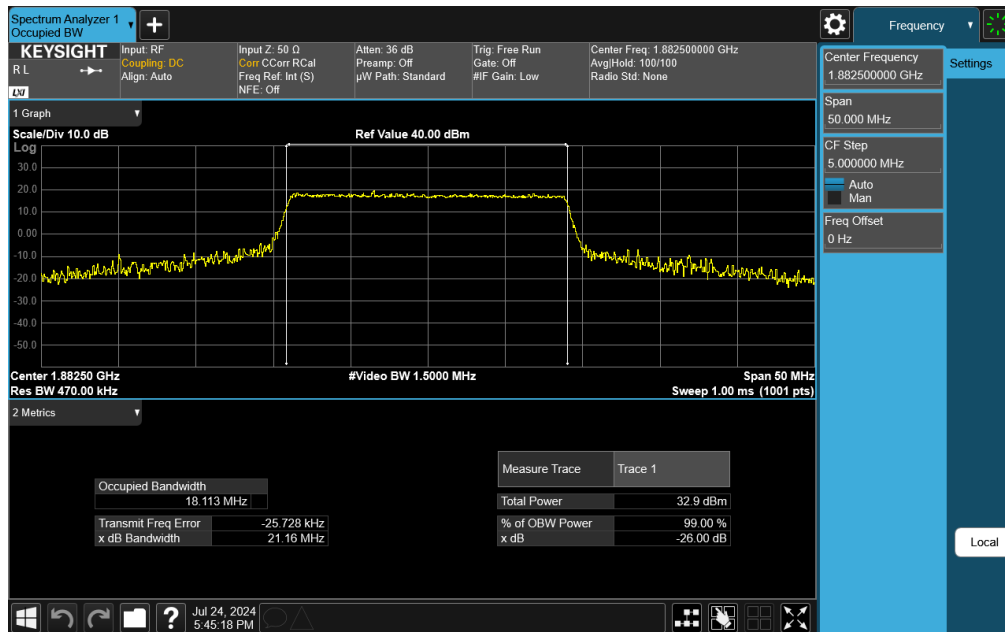 Spectrum Analyzer 1
Occupied BW
Frequency
KEYSIGHT
R L
LXI
Input: RF
Coupling: DC
Align: Auto
Input Z: 50 Ω
Corr CCorr RCal
Freq Ref: Int (S)
NFE: Off
Atten: 36 dB
Preamp: Off
µW Path: Standard
Trig: Free Run
Gate: Off
#IF Gain: Low
Center Freq: 1.882500000 GHz
Avg|Hold: 100/100
Radio Std: None
Center Frequency
1.882500000 GHz
Settings
Span
50.000 MHz
CF Step
5.000000 MHz
Auto
Man
Freq Offset
0 Hz
Local
1 Graph
Scale/Div 10.0 dB
Ref Value 40.00 dBm
Log
30.0
20.0
10.0
0.00
-10.0
-20.0
-30.0
-40.0
-50.0
Center 1.88250 GHz
#Video BW 1.5000 MHz
Span 50 MHz
Res BW 470.00 kHz
Sweep 1.00 ms (1001 pts)
2 Metrics
Measure Trace Trace 1
Occupied Bandwidth
18.113 MHz
Total Power 32.9 dBm
Transmit Freq Error -25.728 kHz
% of OBW Power 99.00 %
x dB Bandwidth 21.16 MHz
x dB -26.00 dB
?
Jul 24, 2024
5:45:18 PM